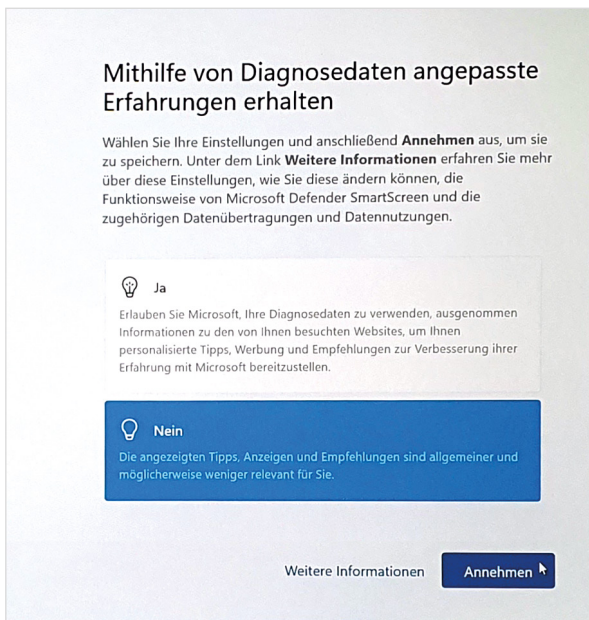 Mithilfe von Diagnosedaten angepasste
Erfahrungen erhalten
Wählen Sie Ihre Einstellungen und anschließend Annehmen aus, um sie
zu speichern. Unter dem Link Weitere Informationen erfahren Sie mehr
über diese Einstellungen, wie Sie diese ändern können, die
Funktionsweise von Microsoft Defender SmartScreen und die
zugehörigen Datenübertragungen und Datennutzungen.
Ja
Erlauben Sie Microsoft, Ihre Diagnosedaten zu verwenden, ausgenommen
Informationen zu den von Ihnen besuchten Websites, um Ihnen
personalisierte Tipps, Werbung und Empfehlungen zur Verbesserung ihrer
Erfahrung mit Microsoft bereitzustellen.
Nein
Die angezeigten Tipps, Anzeigen und Empfehlungen sind allgemeiner und
möglicherweise weniger relevant für Sie.
Weitere Informationen
Annehmen